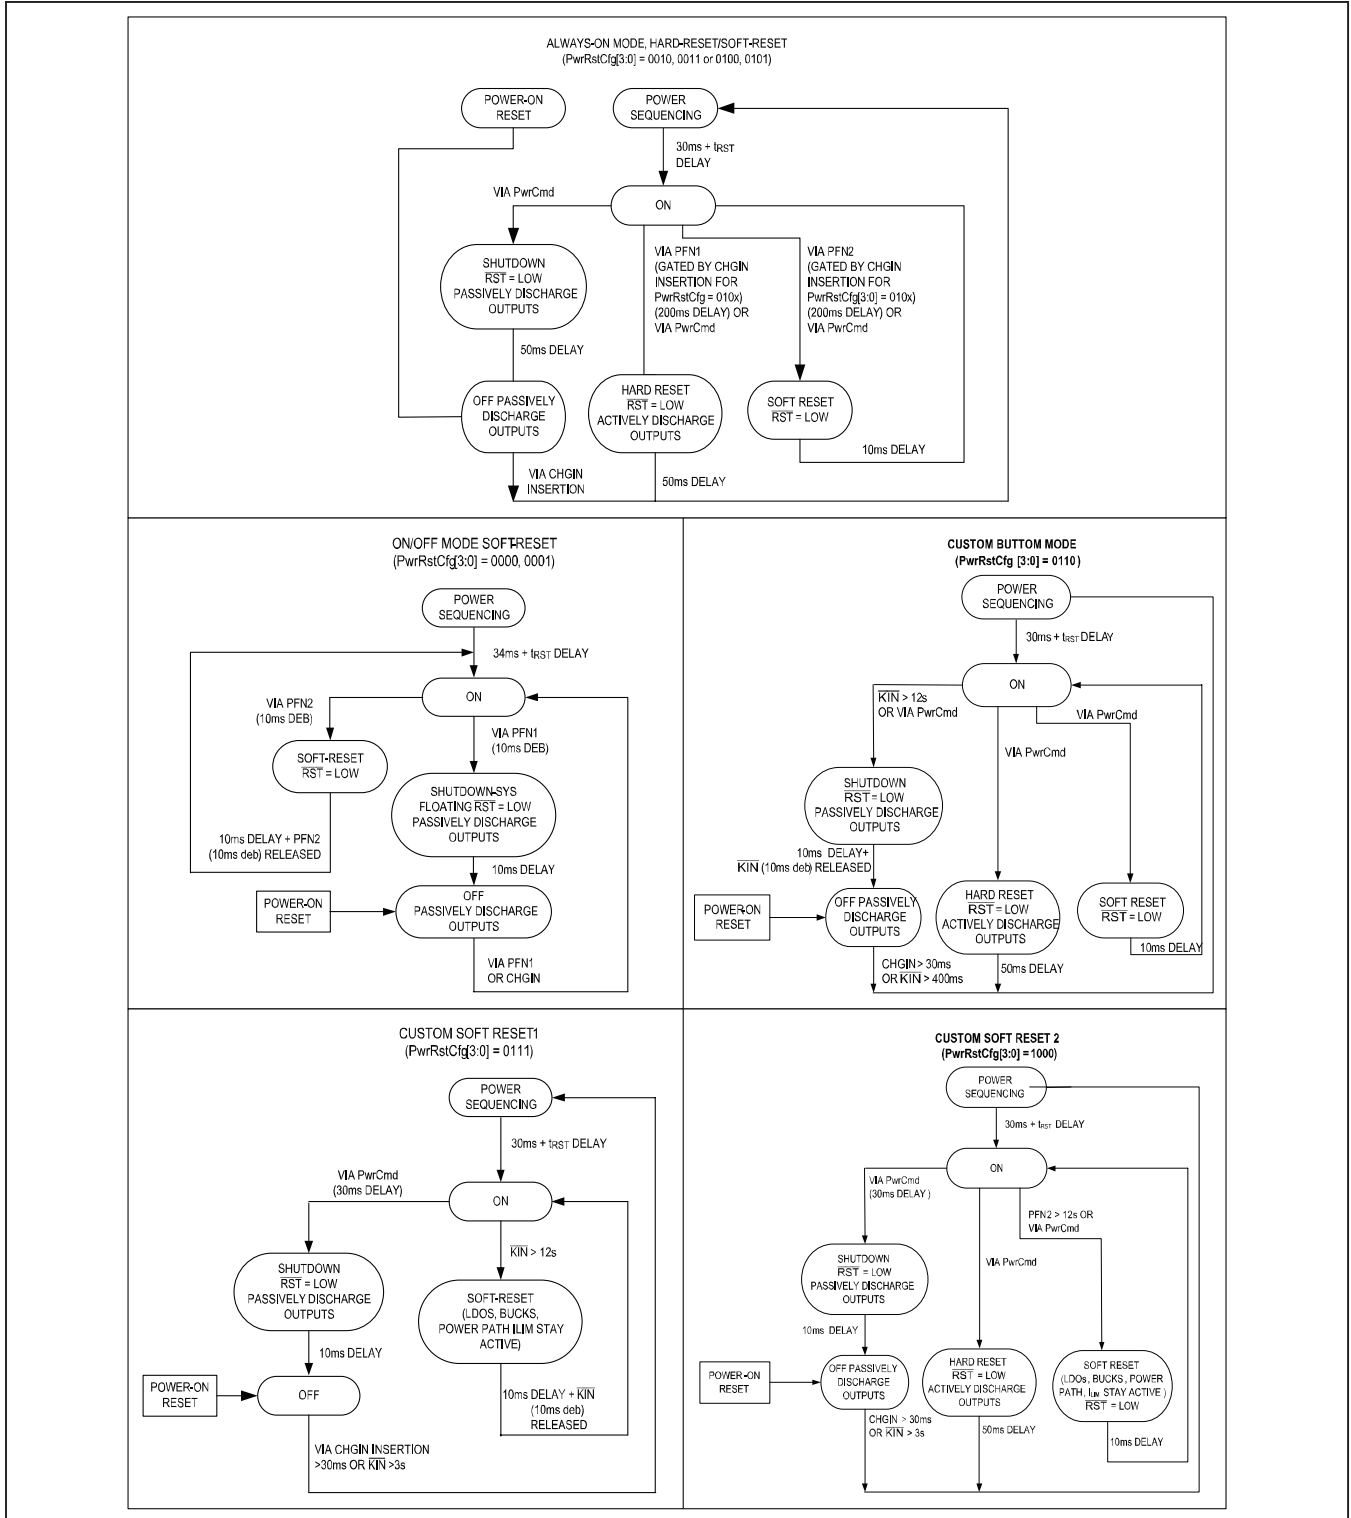 ALWAYS-ON MODE, HARD-RESET/SOFT-RESET
(PwrRstCfg[3:0] = 0010, 0011 or 0100, 0101)
POWER-ON
RESET
POWER
SEQUENCING
30ms + tRST
DELAY
VIA PwrCmd
ON
SHUTDOWN
RST = LOW
PASSIVELY DISCHARGE
OUTPUTS
VIA PFN1
(GATED BY CHGIN
INSERTION FOR
PwrRstCfg = 010x)
(200ms DELAY) OR
VIA PwrCmd
VIA PFN2
(GATED BY CHGIN
INSERTION FOR
PwrRstCfg[3:0] = 010x)
(200ms DELAY) OR
VIA PwrCmd
50ms DELAY
OFF PASSIVELY
DISCHARGE
OUTPUTS
HARD RESET
RST = LOW
ACTIVELY DISCHARGE
OUTPUTS
SOFT RESET
RST = LOW
10ms DELAY
VIA CHGIN
INSERTION
50ms DELAY
ON/OFF MODE SOFT-RESET
(PwrRstCfg[3:0] = 0000, 0001)
POWER
SEQUENCING
34ms + tRST DELAY
ON
VIA PFN2
(10ms DEB)
VIA PFN1
(10ms DEB)
SOFT-RESET
RST = LOW
SHUTDOWN-SYS
FLOATING RST = LOW
PASSIVELY DISCHARGE
OUTPUTS
10ms DELAY + PFN2
(10ms deb) RELEASED
10ms DELAY
POWER-ON
RESET
OFF
PASSIVELY DISCHARGE
OUTPUTS
VIA PFN1
OR CHGIN
CUSTOM BUTTOM MODE
(PwrRstCfg [3:0] = 0110)
POWER
SEQUENCING
30ms + tRST DELAY
ON
KIN > 12s
OR VIA PwrCmd
VIA PwrCmd
VIA PwrCmd
SHUTDOWN
RST = LOW
PASSIVELY DISCHARGE
OUTPUTS
10ms DELAY+
KIN (10ms deb) RELEASED
POWER-ON
RESET
OFF PASSIVELY
DISCHARGE
OUTPUTS
HARD RESET
RST = LOW
ACTIVELY DISCHARGE
OUTPUTS
SOFT RESET
RST = LOW
10ms DELAY
CHGIN > 30ms
OR KIN > 400ms
50ms DELAY
CUSTOM SOFT RESET1
(PwrRstCfg[3:0] = 0111)
POWER
SEQUENCING
30ms + tRST DELAY
VIA PwrCmd
(30ms DELAY)
ON
KIN > 12s
SHUTDOWN
RST = LOW
PASSIVELY DISCHARGE
OUTPUTS
SOFT-RESET
(LDOS, BUCKS,
POWER PATH ILIM STAY
ACTIVE)
10ms DELAY
POWER-ON
RESET
OFF
10ms DELAY + KIN
(10ms deb)
RELEASED
VIA CHGIN INSERTION
>30ms OR KIN >3s
CUSTOM SOFT RESET 2
(PwrRstCfg[3:0] = 1000)
POWER
SEQUENCING
30ms + tRST DELAY
ON
VIA PwrCmd
(30ms DELAY )
PFN2 > 12s OR
VIA PwrCmd
SHUTDOWN
RST = LOW
PASSIVELY DISCHARGE
OUTPUTS
VIA PwrCmd
10ms DELAY
POWER-ON
RESET
OFF PASSIVELY
DISCHARGE
OUTPUTS
HARD RESET
RST = LOW
ACTIVELY DISCHARGE
OUTPUTS
SOFT RESET
(LDOs, BUCKS, POWER
PATH, ILIM STAY ACTIVE )
RST = LOW
CHGIN > 30ms
OR KIN > 3s
50ms DELAY
10ms DELAY